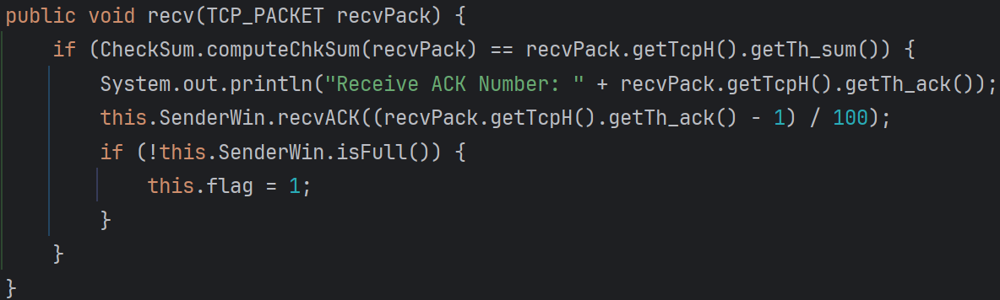 public void recv(TCP_PACKET recvPack) {
    if (CheckSum.computeChkSum(recvPack) == recvPack.getTcpH().getTh_sum()) {
        System.out.println("Receive ACK Number: " + recvPack.getTcpH().getTh_ack());
        this.SenderWin.recvACK((recvPack.getTcpH().getTh_ack() - 1) / 100);
        if (!this.SenderWin.isFull()) {
            this.flag = 1;
        }
    }
}